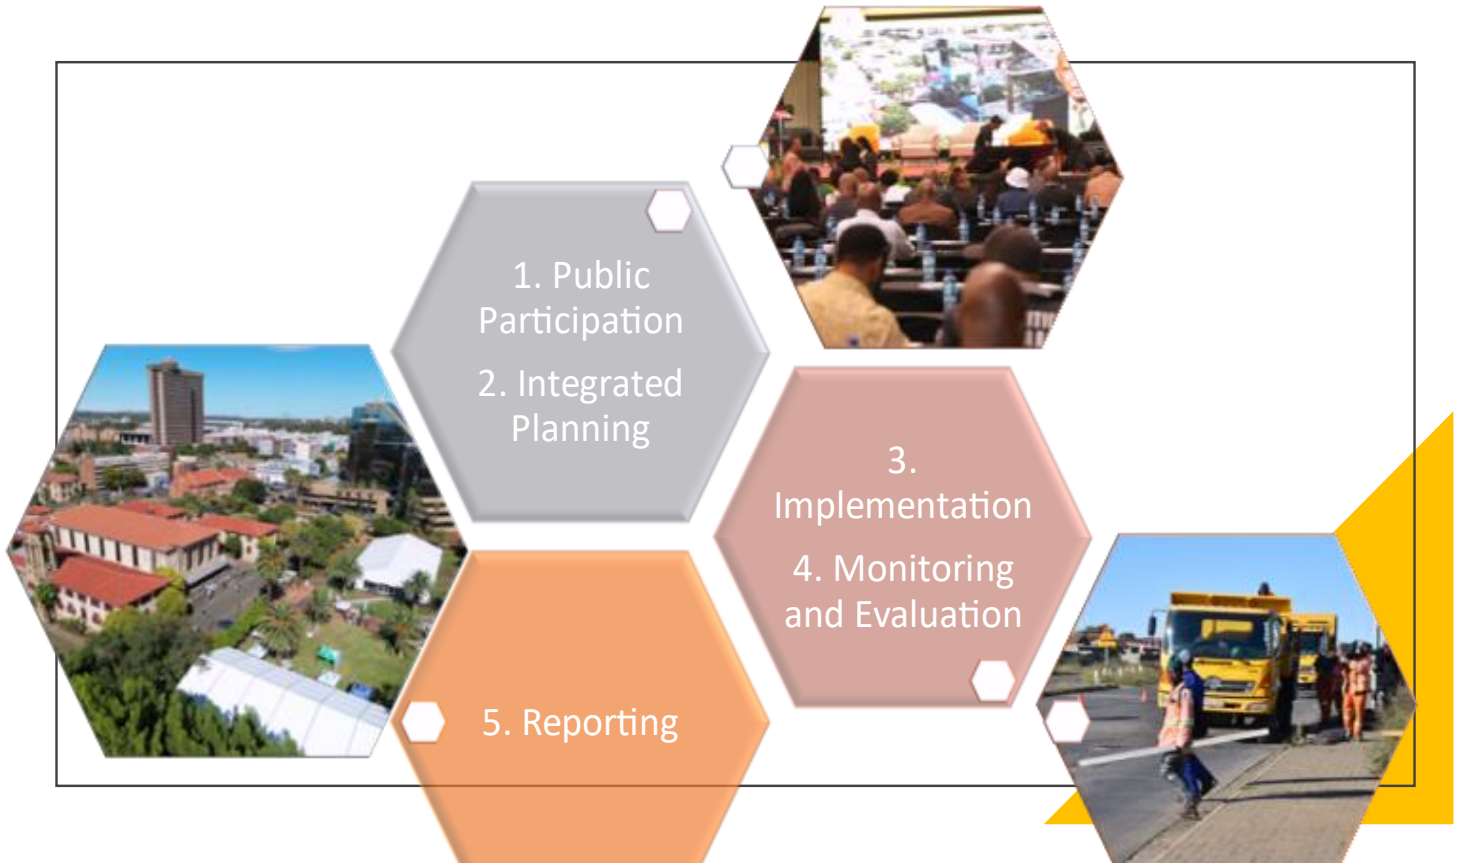 1. Public
Participation
2. Integrated
Planning
3.
Implementation
4. Monitoring
and Evaluation
5. Reporting